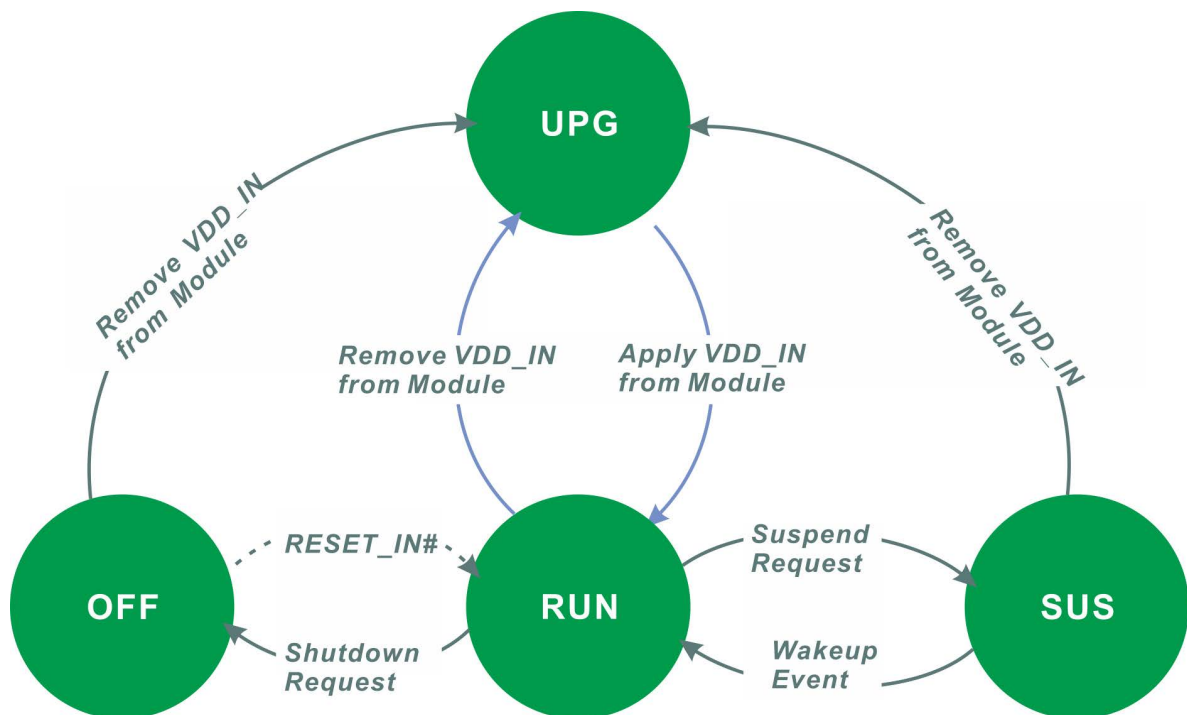 UPG
Remove VDD_IN
from Module
Remove VDD_IN
from Module
Remove VDD_IN
from Module
Apply VDD_IN
from Module
RESET_IN#
Suspend
Request
OFF
RUN
SUS
Shutdown
Request
Wakeup
Event